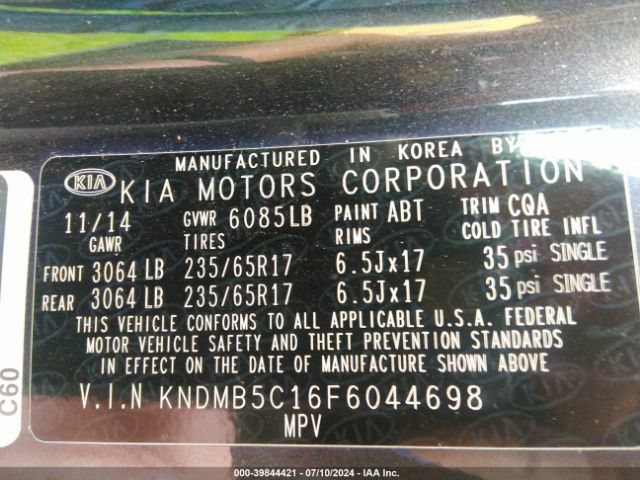 MANUFACTURED IN KOREA BY
KIA KIA MOTORS CORPORATION
11/14 GVWR 6085LB PAINT ABT TRIM CQA
GAWR TIRES RIMS COLD TIRE INFL
FRONT 3064 LB 235/65R17 6.5Jx17 35 psi SINGLE
REAR 3064 LB 235/65R17 6.5Jx17 35 psi SINGLE
THIS VEHICLE CONFORMS TO ALL APPLICABLE U.S.A. FEDERAL
MOTOR VEHICLE SAFETY AND THEFT PREVENTION STANDARDS
IN EFFECT ON THE DATE OF MANUFACTURE SHOWN ABOVE
V.I.N KNDMB5C16F6044698
MPV
C60
000-39844421 - 07/10/2024 - IAA Inc.